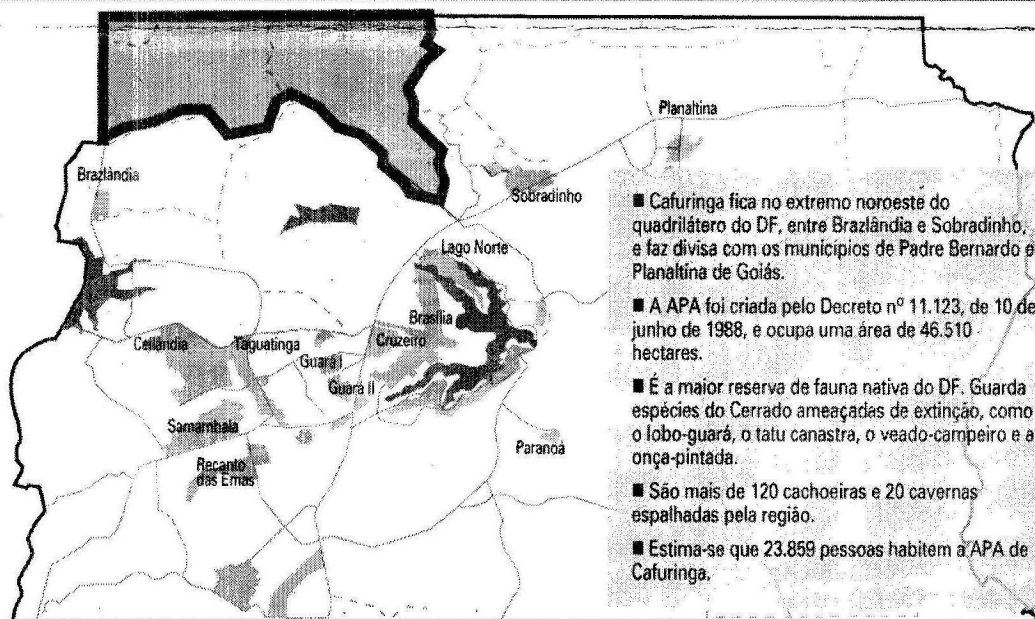 Planaltina
Brazlândia
Sobradinho
Lago Norte
Brasília
Ceilândia
Taguatinga
Cruzeiro
Guará I
Guará II
Samambaia
Paranoá
Recanto
das Emas
■ Cafuringa fica no extremo noroeste do
quadrilátero do DF, entre Brazlândia e Sobradinho,
e faz divisa com os municípios de Padre Bernardo e
Planaltina de Goiás.
■ A APA foi criada pelo Decreto nº 11.123, de 10 de
junho de 1988, e ocupa uma área de 46.510
hectares.
■ É a maior reserva de fauna nativa do DF. Guarda
espécies do Cerrado ameaçadas de extinção, como
o lobo-guará, o tatu canastra, o veado-campeiro e a
onça-pintada.
■ São mais de 120 cachoeiras e 20 cavernas
espalhadas pela região.
■ Estima-se que 23.859 pessoas habitem a APA de
Cafuringa.